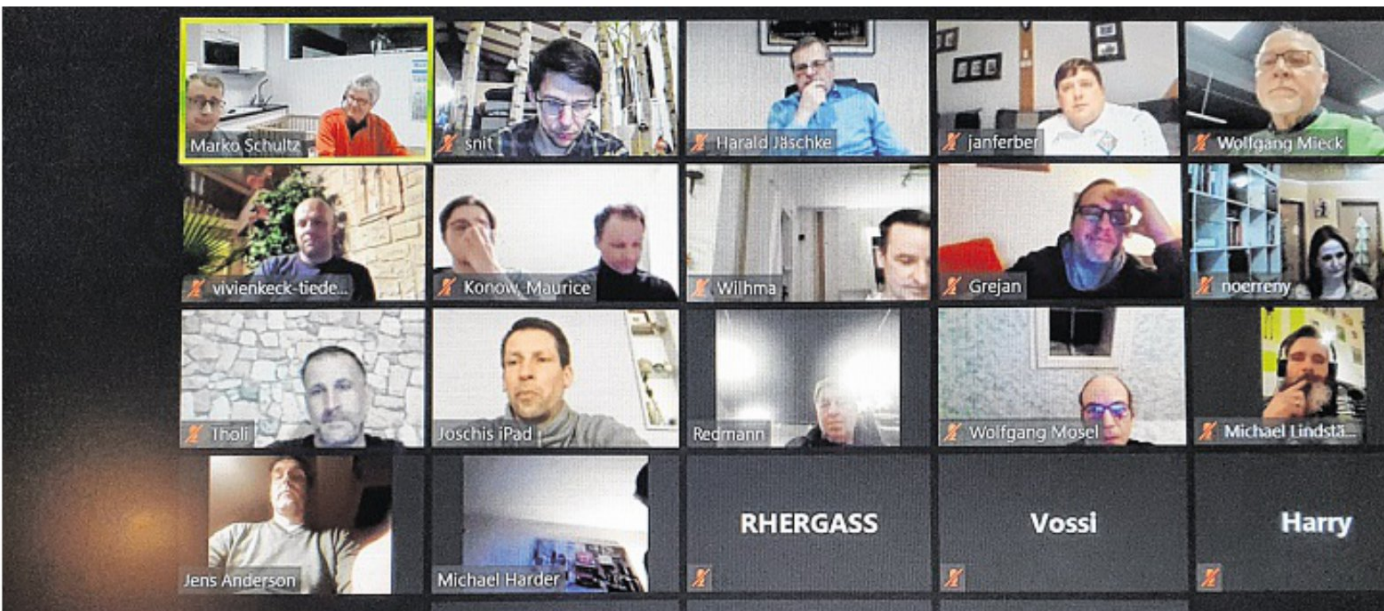 Marko Schultz
snit
Harald Jäschke
janferber
Wolfgang Mieck
vivienkeck-tiede...
Konow, Maurice
Wilhma
Grejan
noerreny
Tholi
Joschis iPad
Redmann
Wolfgang Mosel
Michael Lindstä...
Jens Anderson
Michael Harder
RHERGASS
Vossi
Harry